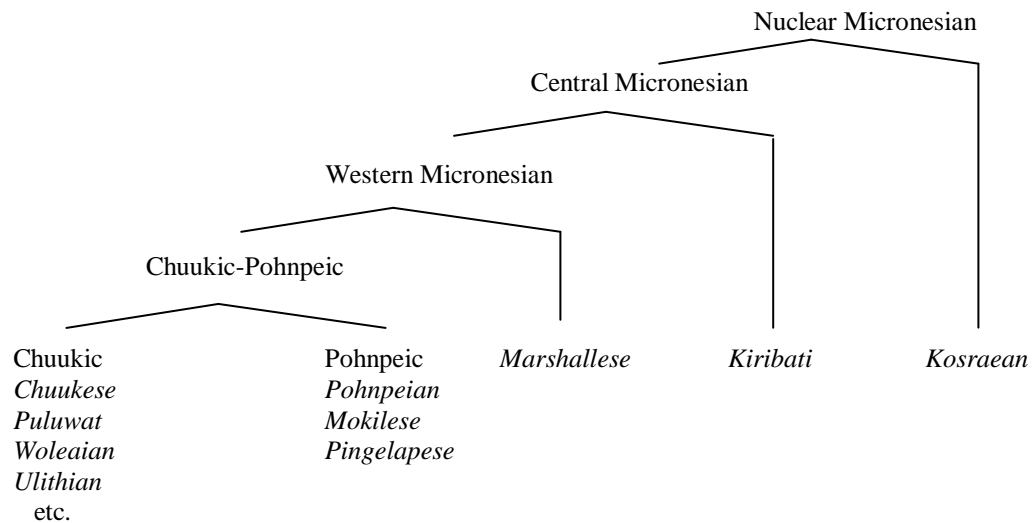 Nuclear Micronesian
Central Micronesian
Western Micronesian
Chuukic-Pohnpeic
Chuukic Pohnpeic Marshallese Kiribati Kosraean
Chuukese Pohnpeian
Puluwat Mokilese
Woleaian Pingelapese
Ulithian
etc.